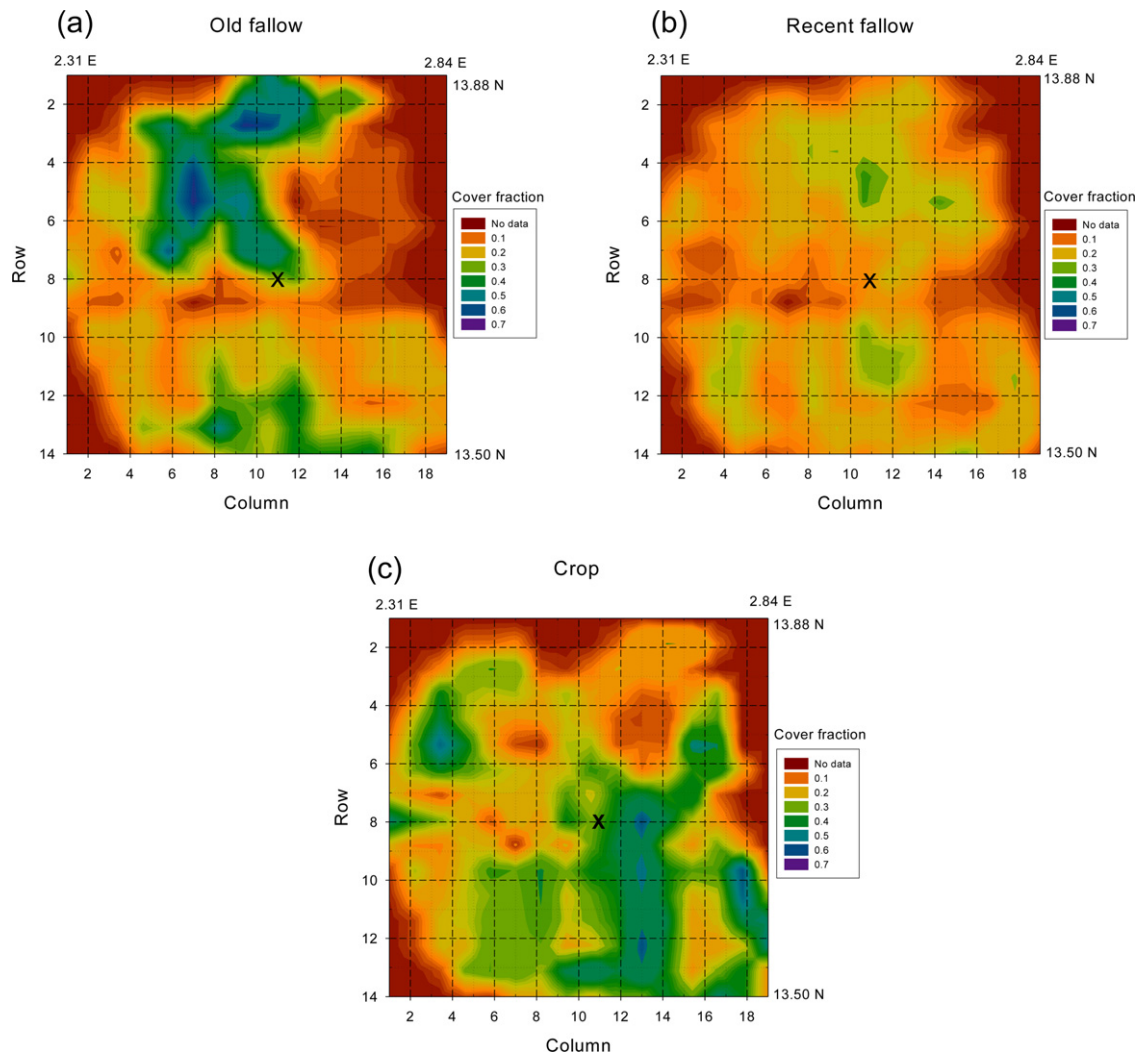 (a)
Old fallow
2.31 E
2.84 E
13.88 N
2
4
6
8
10
12
14
Row
X
Cover fraction
No data
0.1
0.2
0.3
0.4
0.5
0.6
0.7
13.50 N
2 4 6 8 10 12 14 16 18
Column
(b)
Recent fallow
2.31 E
2.84 E
13.88 N
2
4
6
8
10
12
14
Row
X
Cover fraction
No data
0.1
0.2
0.3
0.4
0.5
0.6
0.7
13.50 N
2 4 6 8 10 12 14 16 18
Column
(c)
Crop
2.31 E
2.84 E
13.88 N
2
4
6
8
10
12
14
Row
X
Cover fraction
No data
0.1
0.2
0.3
0.4
0.5
0.6
0.7
13.50 N
2 4 6 8 10 12 14 16 18
Column